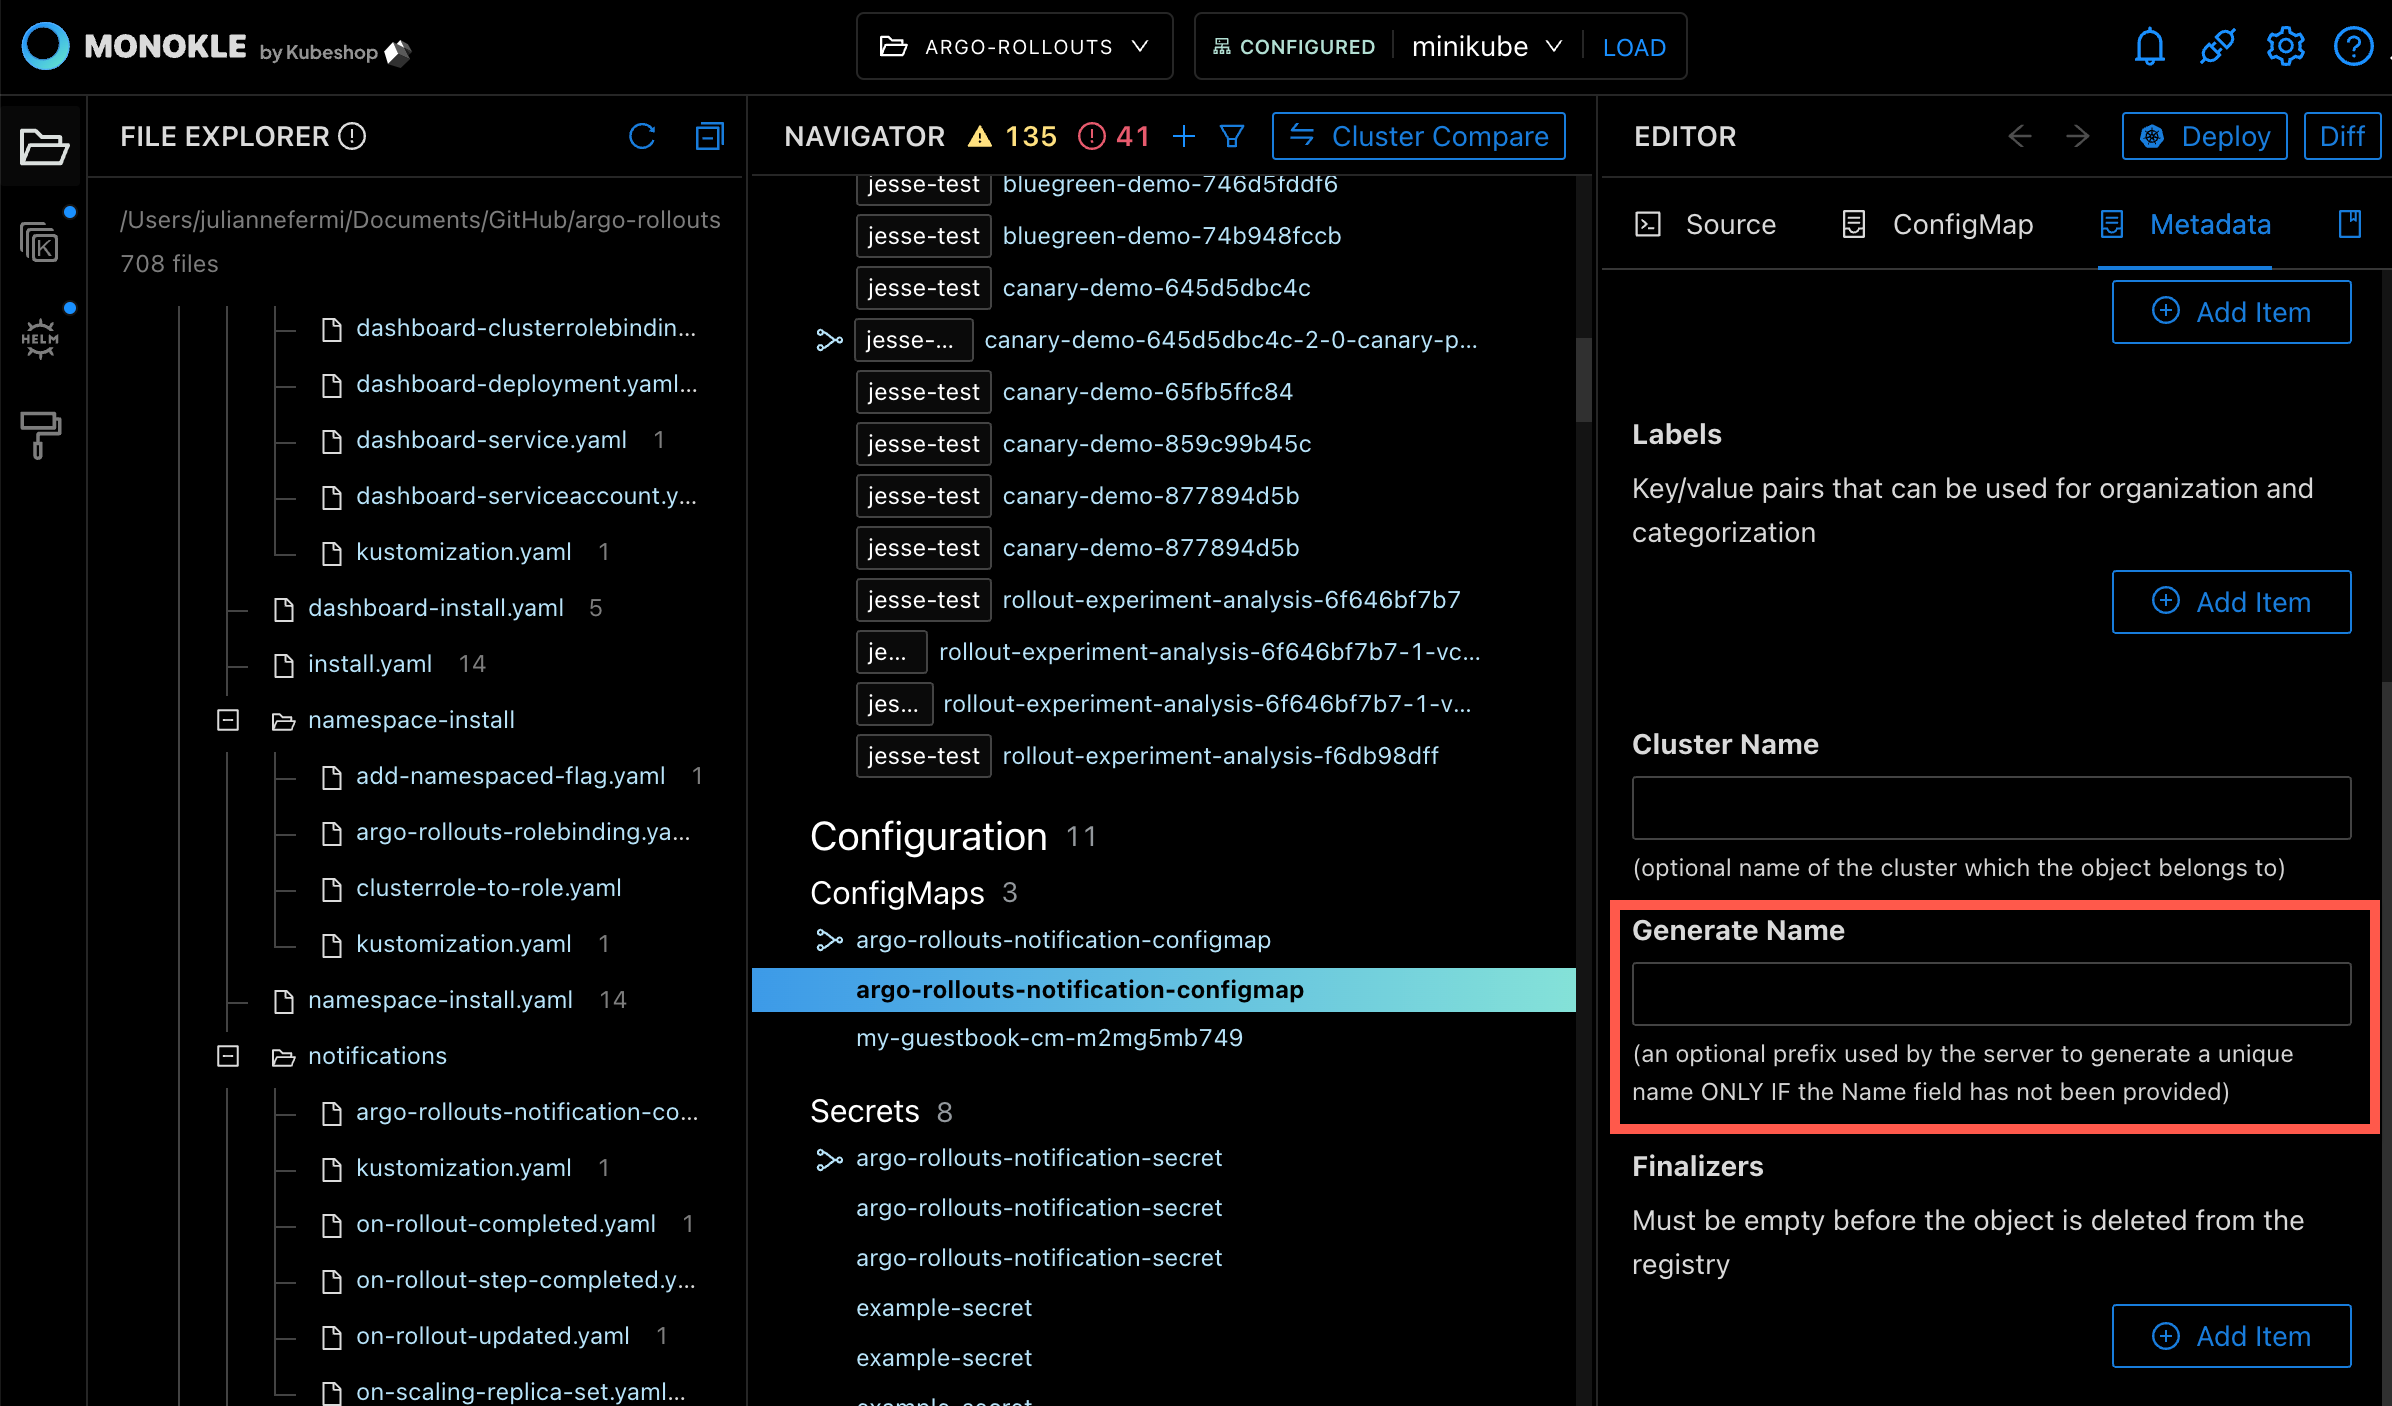 MONOKLE by Kubeshop
ARGO-ROLLOUTS
CONFIGURED minikube LOAD
K
HELM
FILE EXPLORER
/Users/juliannefermi/Documents/GitHub/argo-rollouts
708 files
dashboard-clusterrolebindin...
dashboard-deployment.yaml...
dashboard-service.yaml 1
dashboard-serviceaccount.y...
kustomization.yaml 1
dashboard-install.yaml 5
install.yaml 14
namespace-install
add-namespaced-flag.yaml 1
argo-rollouts-rolebinding.ya...
clusterrole-to-role.yaml
kustomization.yaml 1
namespace-install.yaml 14
notifications
argo-rollouts-notification-co...
kustomization.yaml 1
on-rollout-completed.yaml 1
on-rollout-step-completed.y...
on-rollout-updated.yaml 1
on-scaling-replica-set.yaml...
NAVIGATOR 135 41 Cluster Compare
jesse-test bluegreen-demo-746d5fddf6
jesse-test bluegreen-demo-74b948fccb
jesse-test canary-demo-645d5dbc4c
jesse-... canary-demo-645d5dbc4c-2-0-canary-p...
jesse-test canary-demo-65fb5ffc84
jesse-test canary-demo-859c99b45c
jesse-test canary-demo-877894d5b
jesse-test canary-demo-877894d5b
jesse-test rollout-experiment-analysis-6f646bf7b7
je... rollout-experiment-analysis-6f646bf7b7-1-vc...
jes... rollout-experiment-analysis-6f646bf7b7-1-v...
jesse-test rollout-experiment-analysis-f6db98dff
Configuration 11
ConfigMaps 3
argo-rollouts-notification-configmap
argo-rollouts-notification-configmap
my-guestbook-cm-m2mg5mb749
Secrets 8
argo-rollouts-notification-secret
argo-rollouts-notification-secret
argo-rollouts-notification-secret
example-secret
example-secret
example-secret
EDITOR Deploy Diff
Source ConfigMap Metadata
Add Item
Labels
Key/value pairs that can be used for organization and
categorization
Add Item
Cluster Name
(optional name of the cluster which the object belongs to)
Generate Name
(an optional prefix used by the server to generate a unique
name ONLY IF the Name field has not been provided)
Finalizers
Must be empty before the object is deleted from the
registry
Add Item